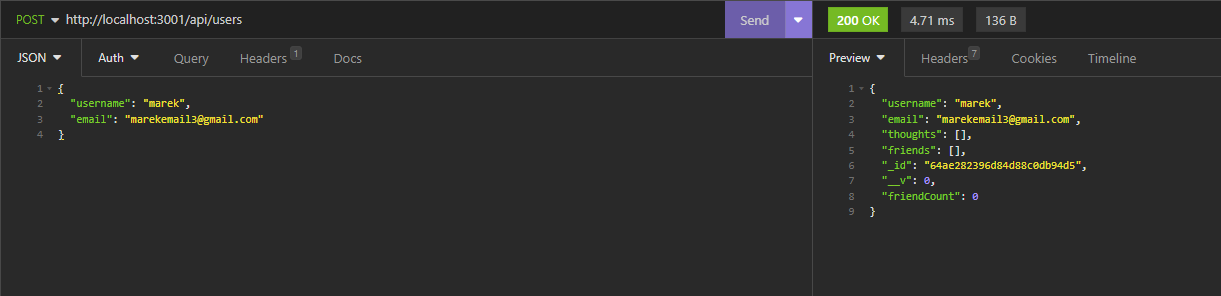 POST http://localhost:3001/api/users Send 200 OK 4.71 ms 136 B
JSON Auth Query Headers 1 Docs Preview Headers 7 Cookies Timeline
1 {
2 "username": "marek",
3 "email": "marekemail3@gmail.com"
4 }
1 {
2 "username": "marek",
3 "email": "marekemail3@gmail.com",
4 "thoughts": [],
5 "friends": [],
6 "_id": "64ae282396d84d88c0db94d5",
7 "__v": 0,
8 "friendCount": 0
9 }